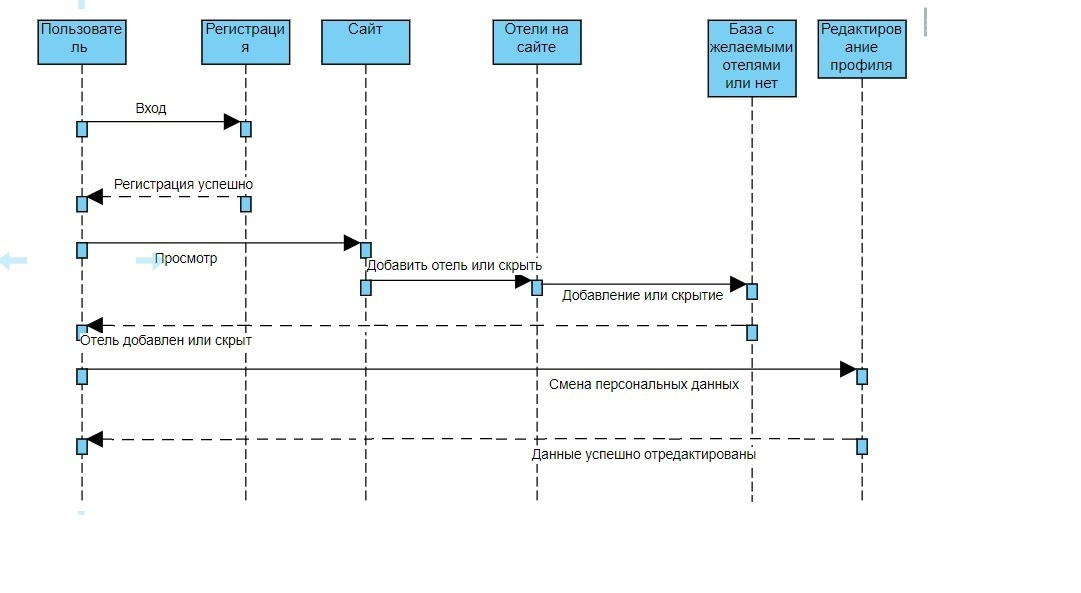 Пользовате
ль
Регистраци
я
Сайт
Отели на
сайте
База с
желаемыми
отелями
или нет
Редактиров
ание
профиля
Вход
Регистрация успешно
Просмотр
Добавить отель или скрыть
Добавление или скрытие
Отель добавлен или скрыт
Смена персональных данных
Данные успешно отредактированы